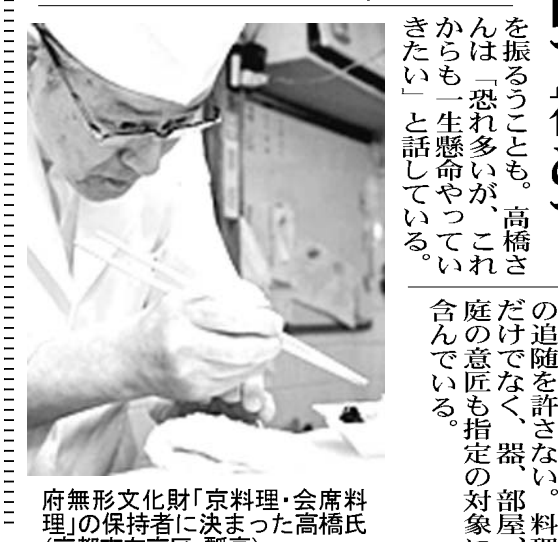 を振るうことも。高橋さ
んは「恐れ多いが、これ
からも一生懸命やってい
きたい」と話している。
の追随を許さない。料理
だけでなく、器、部屋、
庭の意匠も指定の対象に
含んでいる。
府無形文化財「京料理・会席料
理」の保持者に決まった高橋氏